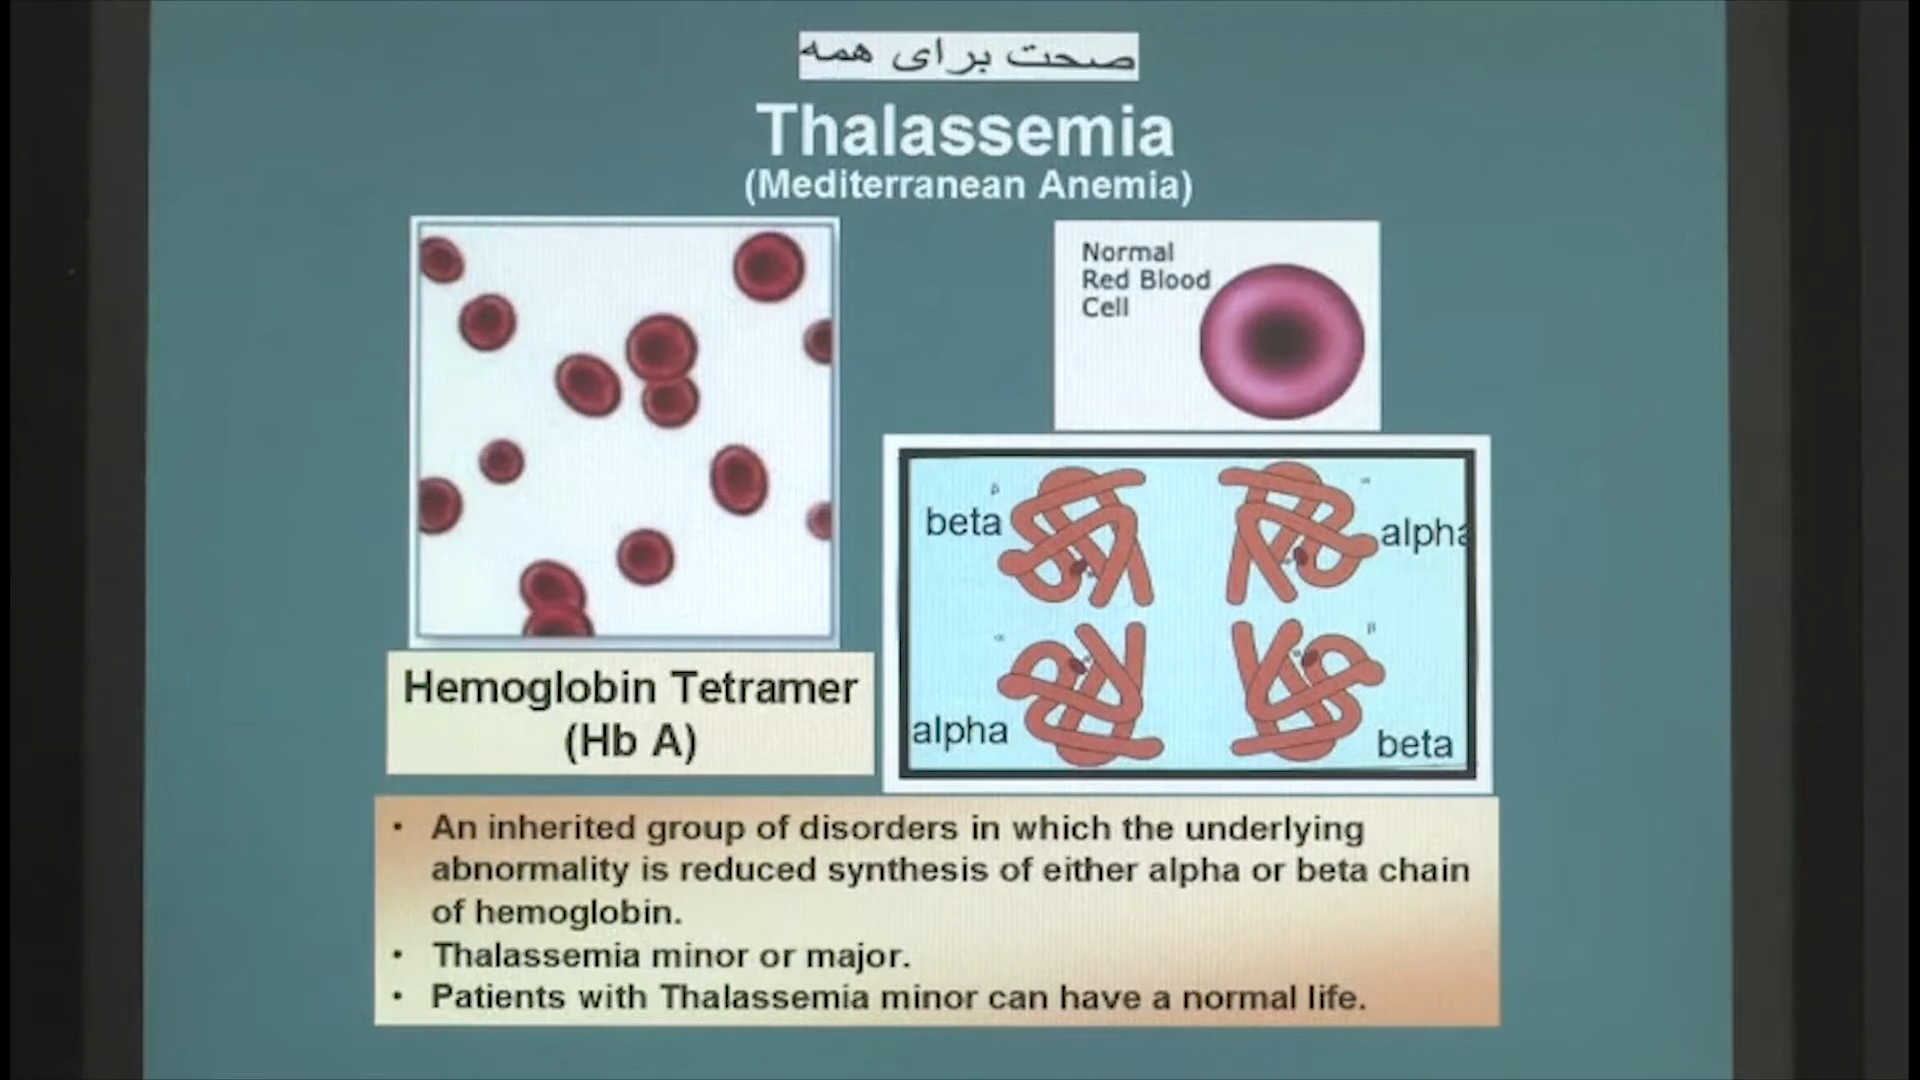 صحت برای همه
Thalassemia
(Mediterranean Anemia)
Normal
Red Blood
Cell
β
beta
α
alpha
α
alpha
β
beta
Hemoglobin Tetramer
(Hb A)
• An inherited group of disorders in which the underlying
abnormality is reduced synthesis of either alpha or beta chain
of hemoglobin.
• Thalassemia minor or major.
• Patients with Thalassemia minor can have a normal life.